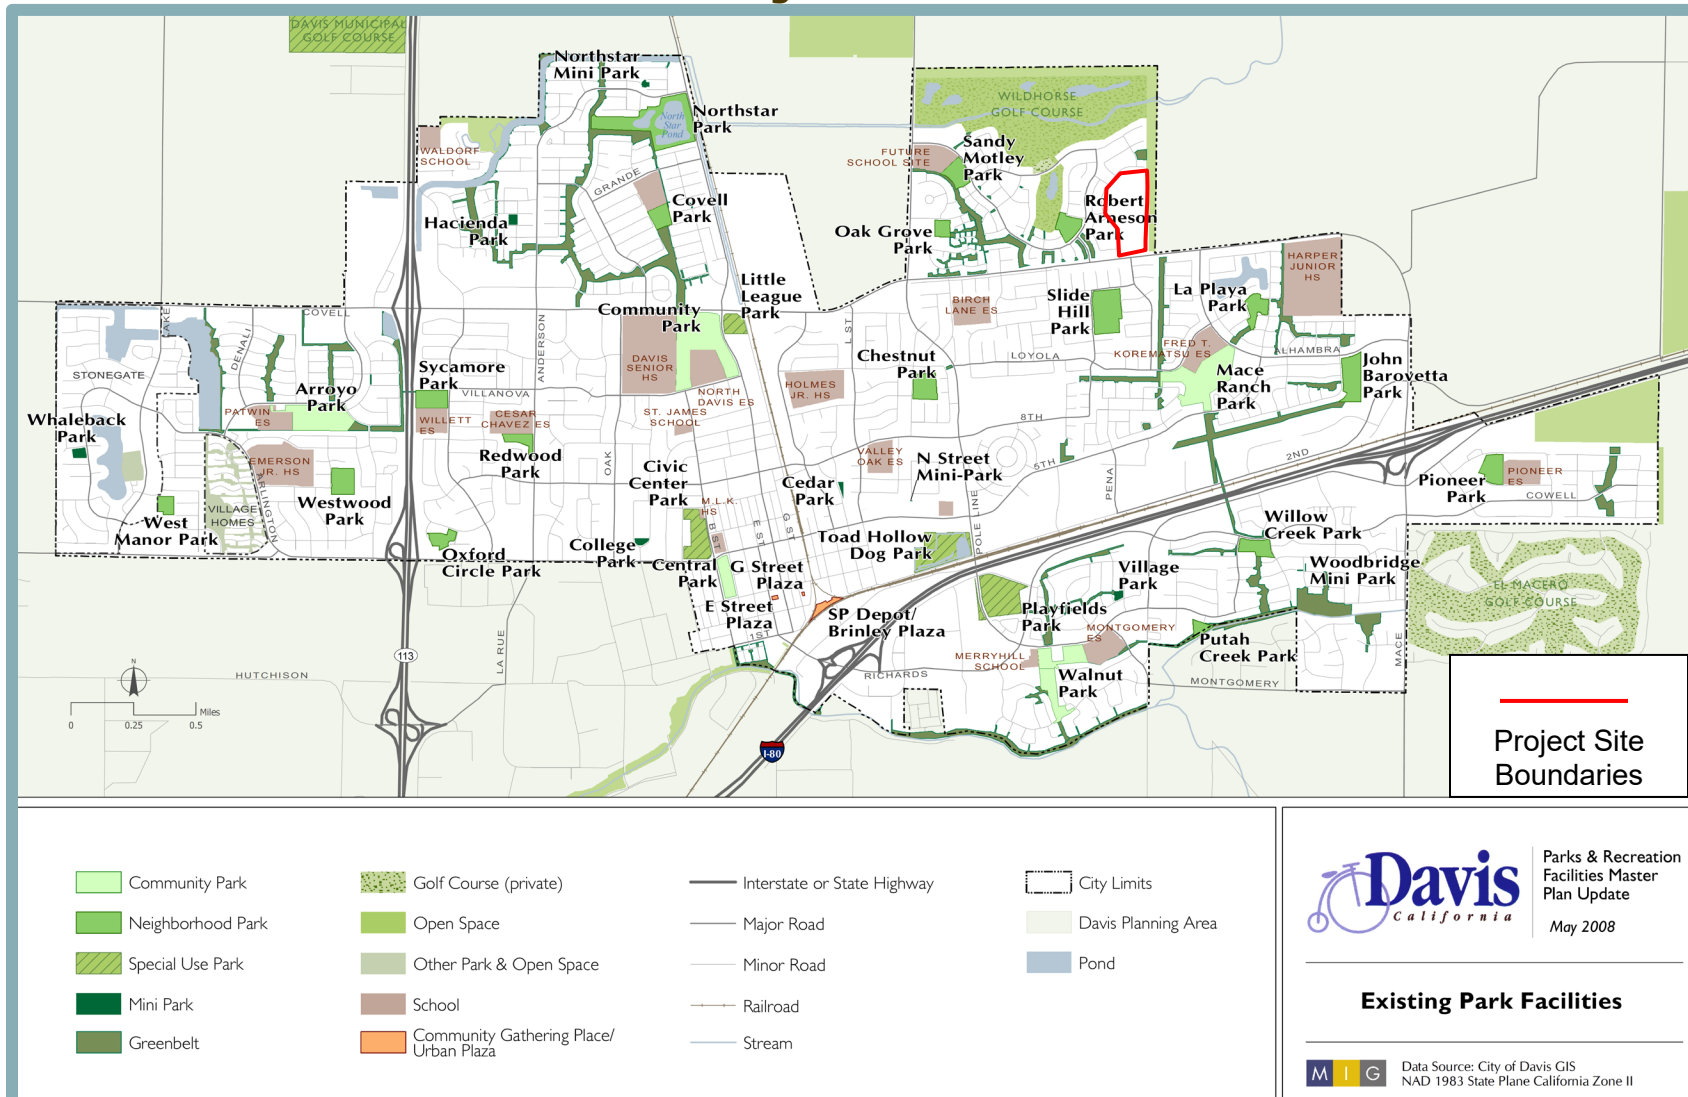 DAVIS MUNICIPAL
GOLF COURSE
Northstar
Mini Park
WILDHORSE
GOLF COURSE
Northstar
Park
North
Star
Pond
WALDORF
SCHOOL
FUTURE
SCHOOL SITE
Sandy
Motley
Park
GRANDE
Covell
Park
Hacienda
Park
Robert
Arneson
Park
Oak Grove
Park
HARPER
JUNIOR
HS
Little
League
Park
Community
Park
BIRCH
LANE ES
Slide
Hill
Park
La Playa
Park
LAKE
COVELL
DENALI
ANDERSON
L ST
STONEGATE
DAVIS
SENIOR
HS
LOYOLA
FRED T.
KOREMATSU ES
ALHAMBRA
Chestnut
Park
Sycamore
Park
John
Barovetta
Park
Mace
Ranch
Park
Arroyo
Park
VILLANOVA
NORTH
DAVIS ES
HOLMES
JR. HS
Whaleback
Park
PATWIN
ES
WILLETT
ES
CESAR
CHAVEZ ES
ST. JAMES
SCHOOL
8TH
Redwood
Park
OAK
Civic
Center
Park
VALLEY
OAK ES
N Street
Mini-Park
5TH
2ND
EMERSON
JR. HS
ARLINGTON
Westwood
Park
VILLAGE
HOMES
West
Manor Park
Cedar
Park
M.L.K.
HS
B ST
E ST
G ST
POLE LINE
PENA
Pioneer
Park
PIONEER
ES
COWELL
Willow
Creek Park
Toad Hollow
Dog Park
Oxford
Circle Park
College
Park
Central
Park
G Street
Plaza
Village
Park
Woodbridge
Mini Park
EL MACERO
GOLF COURSE
E Street
Plaza
SP Depot/
Brinley Plaza
Playfields
Park
MONTGOMERY
ES
Putah
Creek Park
1ST
LA RUE
113
MERRYHILL
SCHOOL
RICHARDS
Walnut
Park
MONTGOMERY
MACE
HUTCHISON
N
0
0.25
0.5
Miles
I-80
Project Site
Boundaries
Community Park
Neighborhood Park
Special Use Park
Mini Park
Greenbelt
Golf Course (private)
Open Space
Other Park & Open Space
School
Community Gathering Place/
Urban Plaza
Interstate or State Highway
Major Road
Minor Road
Railroad
Stream
City Limits
Davis Planning Area
Pond
Davis
California
Parks & Recreation
Facilities Master
Plan Update
May 2008
Existing Park Facilities
M I G
Data Source: City of Davis GIS
NAD 1983 State Plane California Zone II